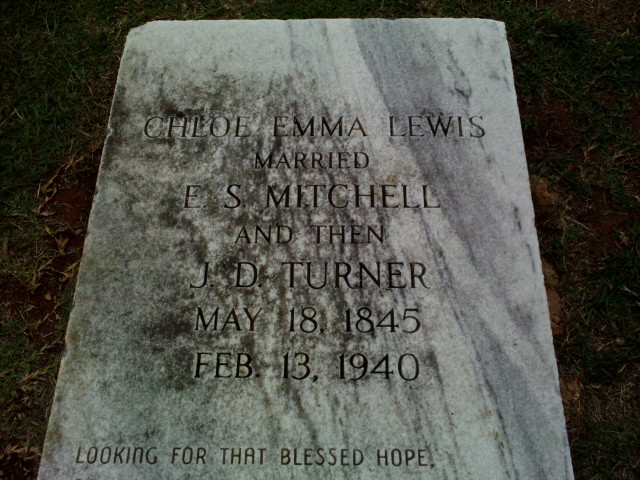 CHLOE EMMA LEWIS
MARRIED
E. S. MITCHELL
AND THEN
J. D. TURNER
MAY 18, 1845
FEB. 13, 1940
LOOKING FOR THAT BLESSED HOPE.